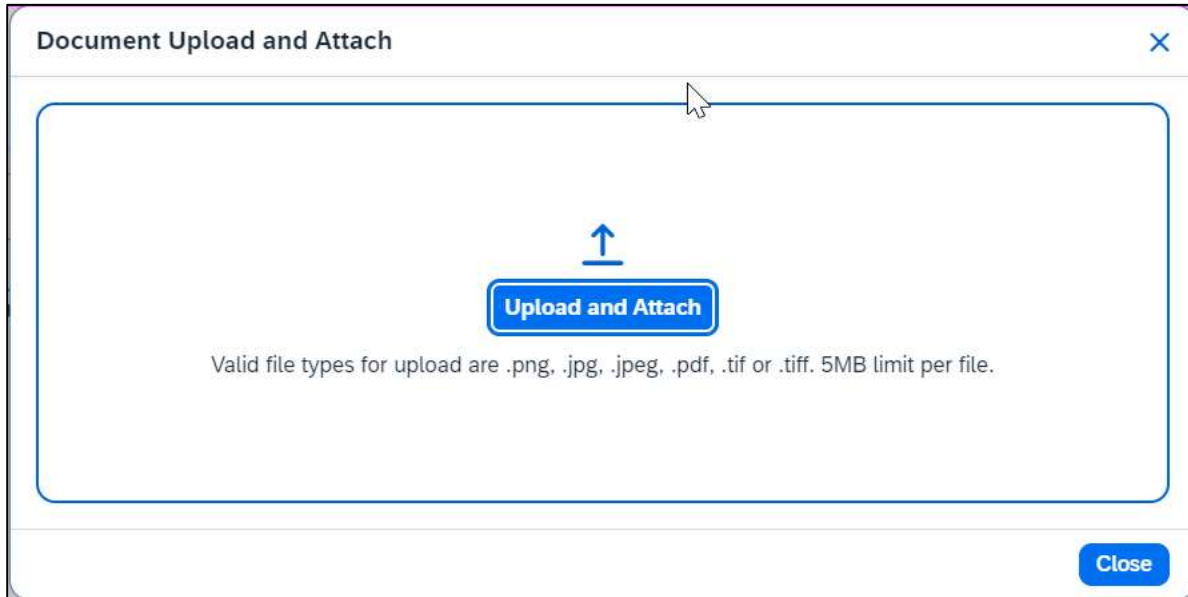 Document Upload and Attach
Upload and Attach
Valid file types for upload are .png, .jpg, .jpeg, .pdf, .tif or .tiff. 5MB limit per file.
Close